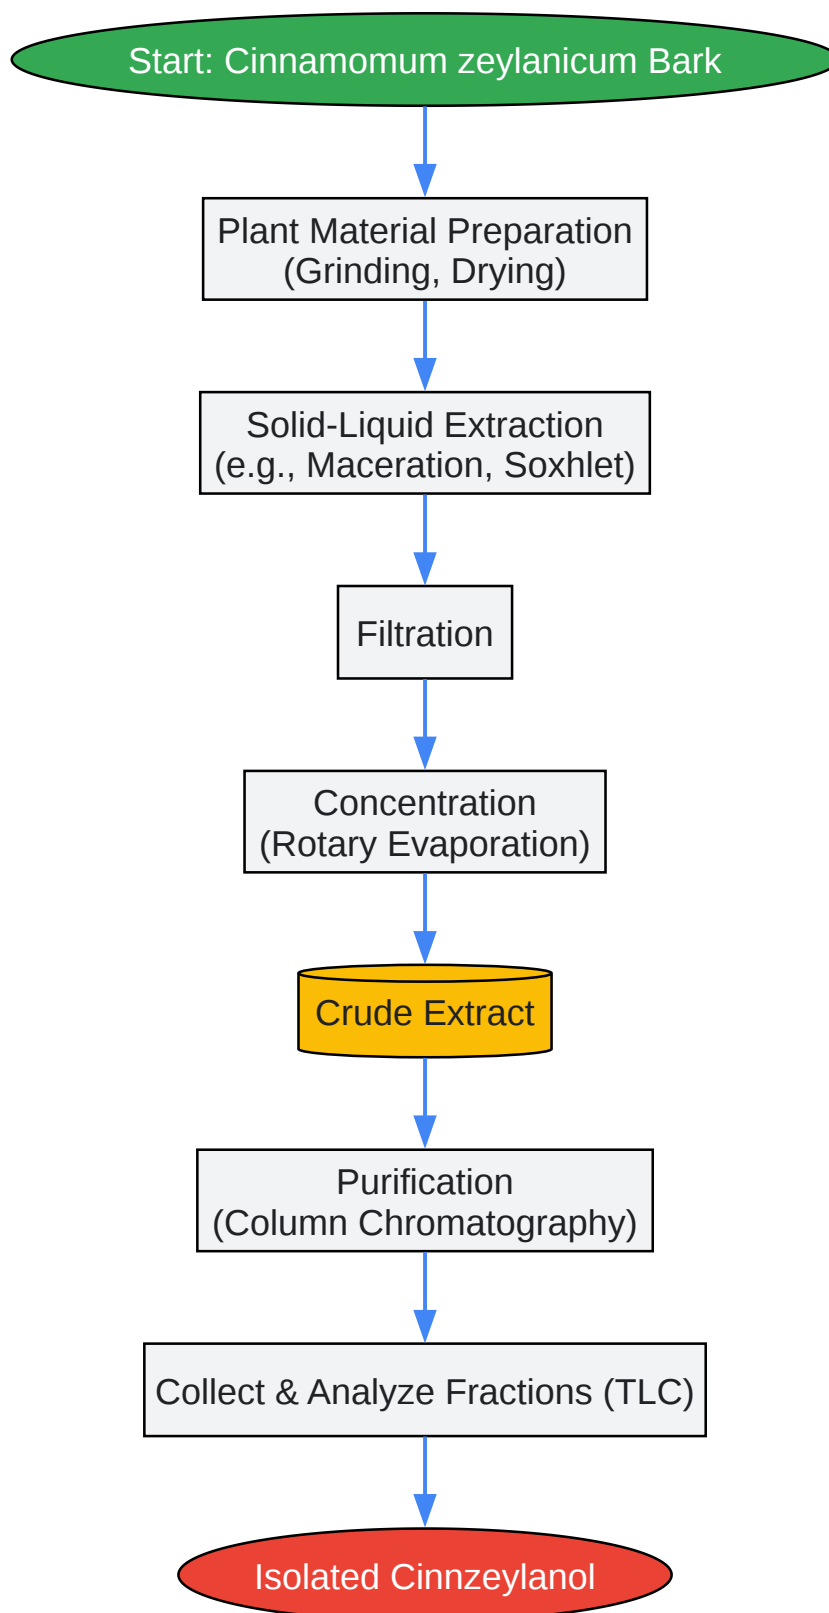 Start: Cinnamomum zeylanicum Bark
Plant Material Preparation
(Grinding, Drying)
Solid-Liquid Extraction
(e.g., Maceration, Soxhlet)
Filtration
Concentration
(Rotary Evaporation)
Crude Extract
Purification
(Column Chromatography)
Collect & Analyze Fractions (TLC)
Isolated Cinnzeylanol